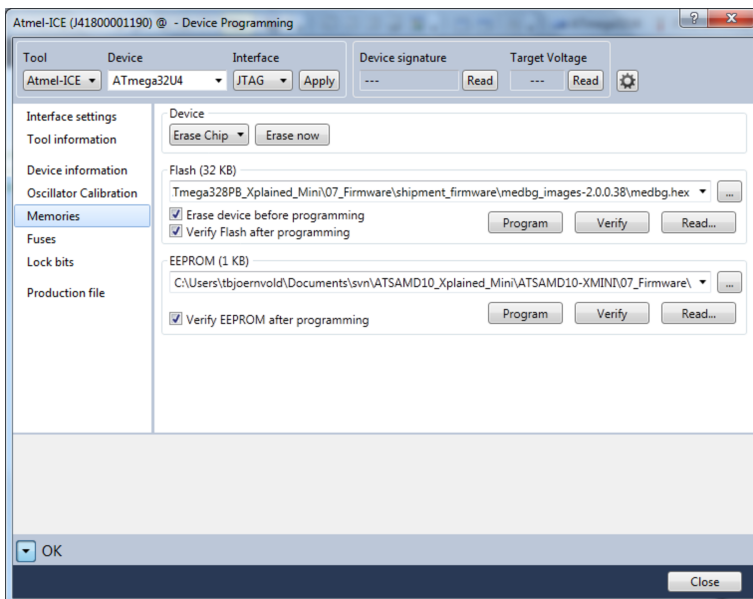 Atmel-ICE (J41800001190) @ - Device Programming
Tool Device Interface Device signature Target Voltage
Atmel-ICE ATmega32U4 JTAG Apply --- Read --- Read
Interface settings
Tool information
Device information
Oscillator Calibration
Memories
Fuses
Lock bits
Production file
Device
Erase Chip Erase now
Flash (32 KB)
.Tmega328PB_Xplained_Mini\07_Firmware\shipment_firmware\medbg_images-2.0.0.38\medbg.hex ...
Erase device before programming
Verify Flash after programming
Program Verify Read...
EEPROM (1 KB)
C:\Users\tbjoernvold\Documents\svn\ATSAMD10_Xplained_Mini\ATSAMD10-XMINI\07_Firmware\ ...
Verify EEPROM after programming
Program Verify Read...
OK
Close